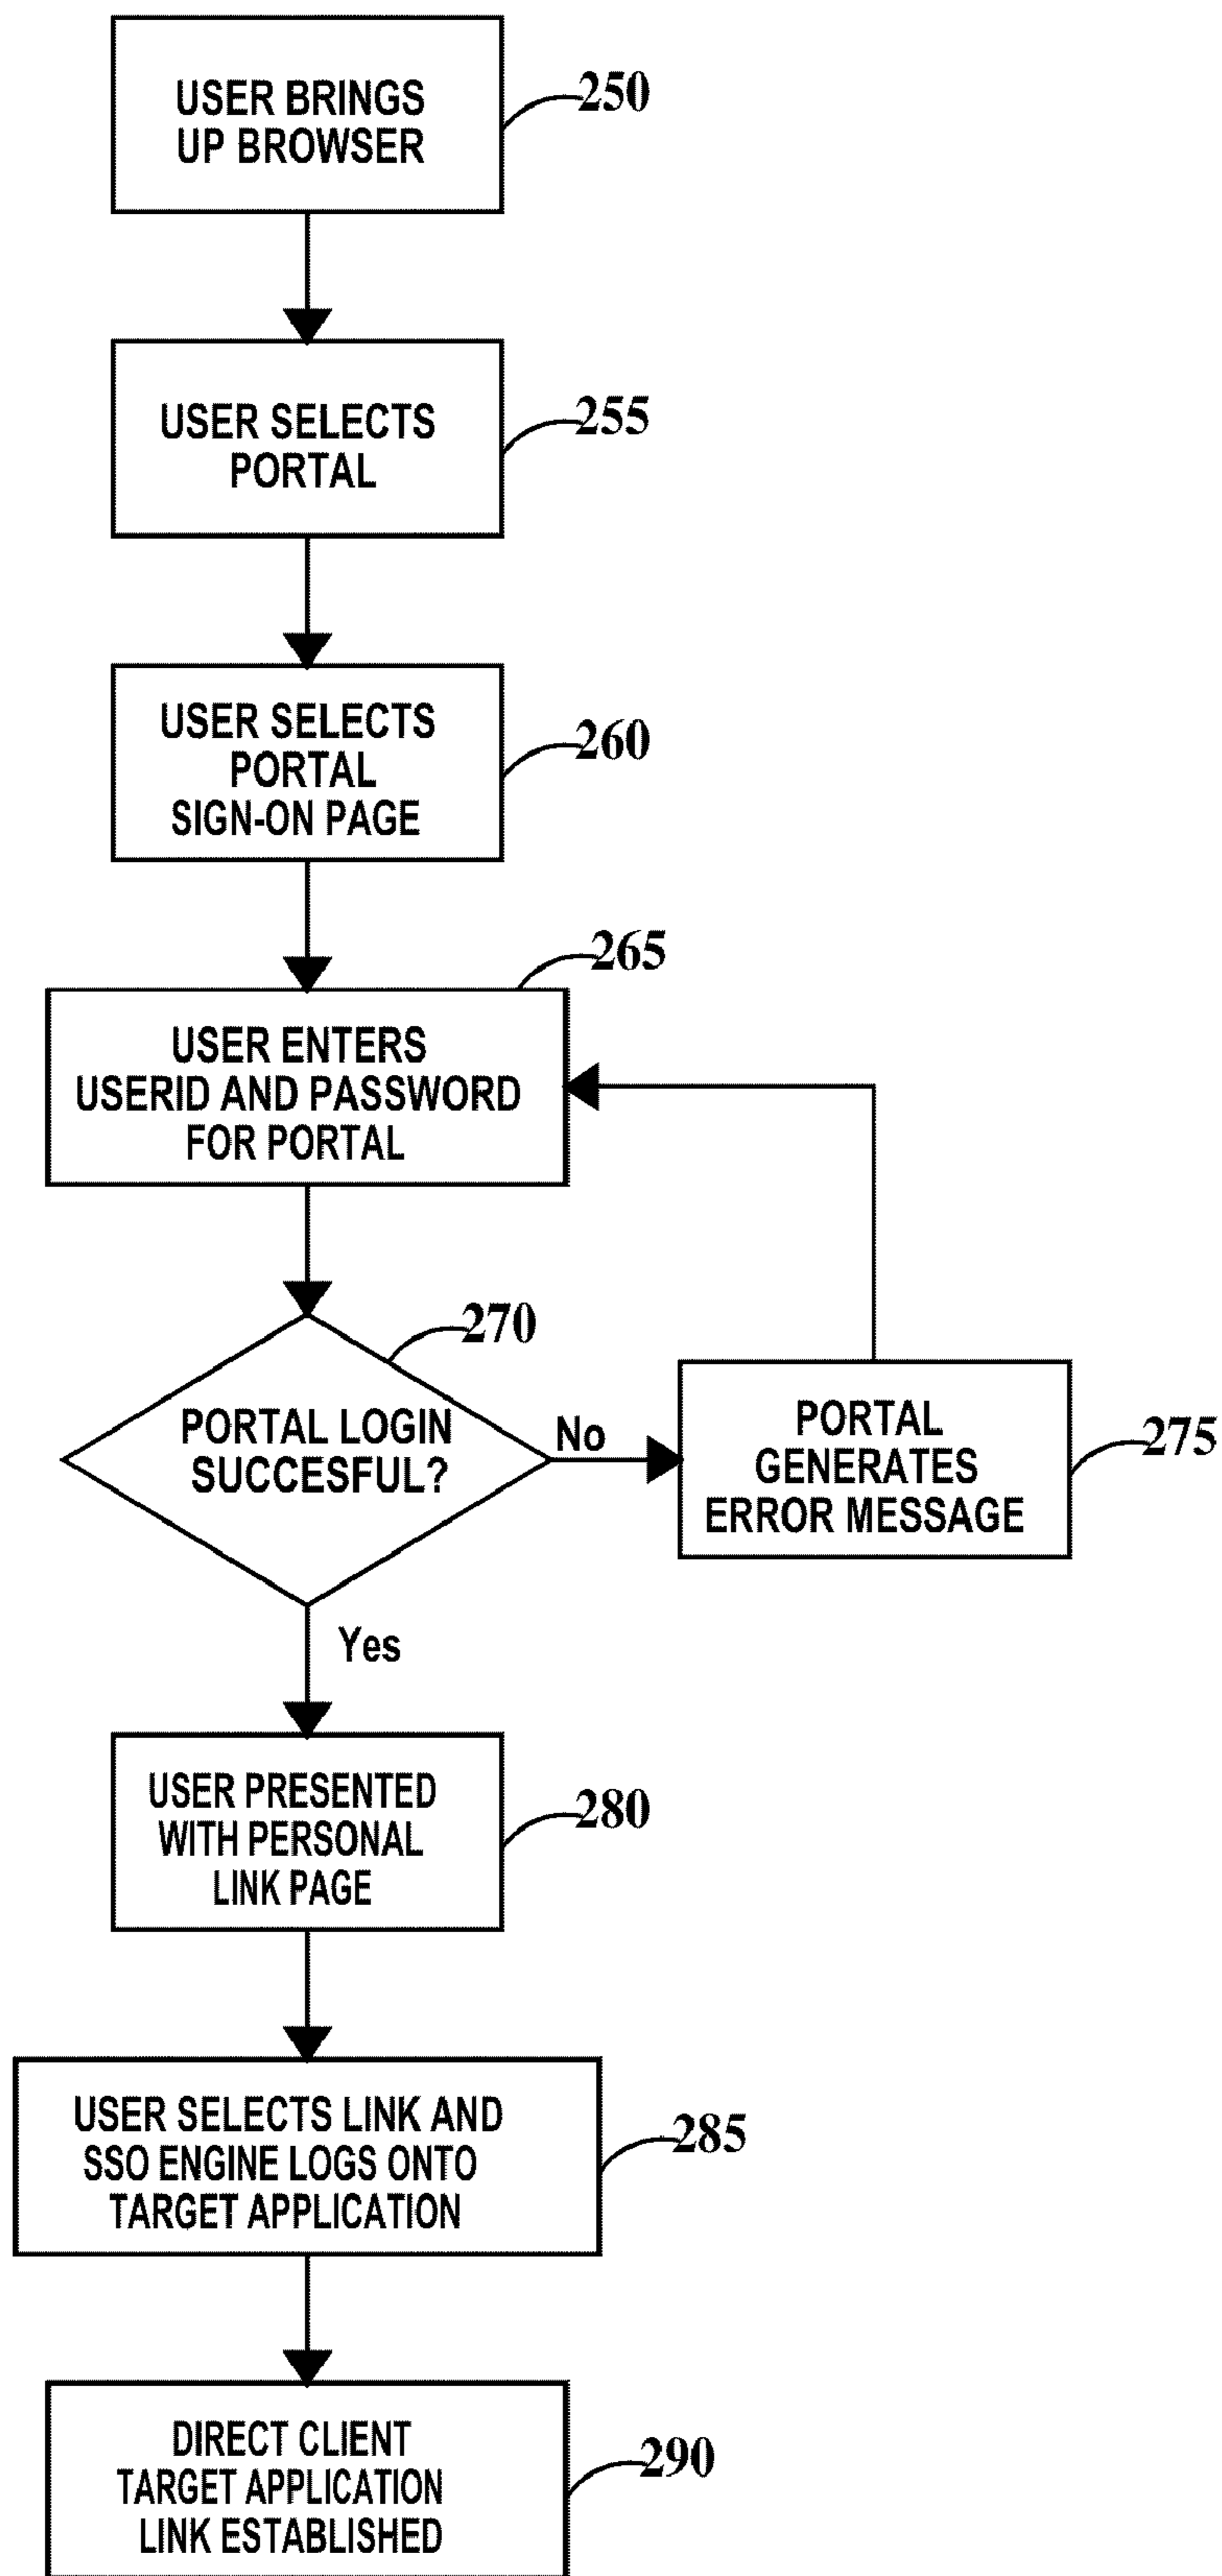 USER BRINGS
UP BROWSER
250
USER SELECTS
PORTAL
255
USER SELECTS
PORTAL
SIGN-ON PAGE
260
265
USER ENTERS
USERID AND PASSWORD
FOR PORTAL
270
PORTAL LOGIN
SUCCESFUL?
No
PORTAL
GENERATES
ERROR MESSAGE
275
Yes
USER PRESENTED
WITH PERSONAL
LINK PAGE
280
USER SELECTS LINK AND
SSO ENGINE LOGS ONTO
TARGET APPLICATION
285
DIRECT CLIENT
TARGET APPLICATION
LINK ESTABLISHED
290